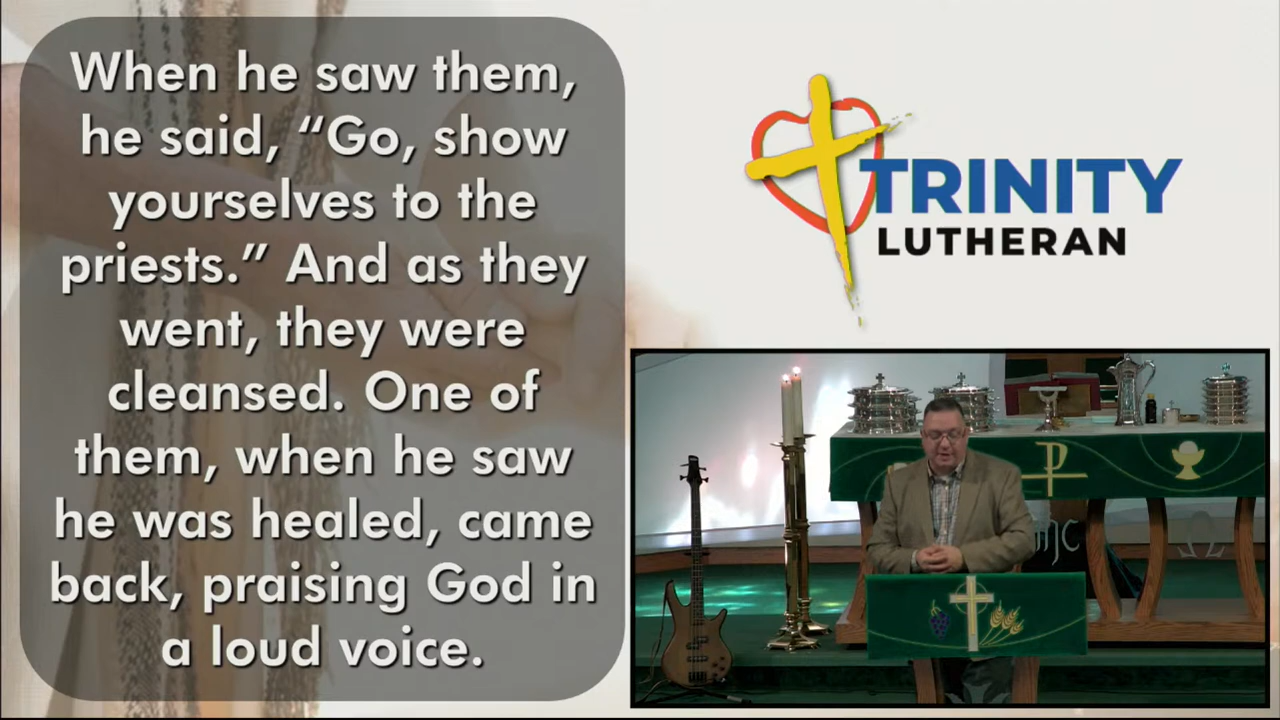 When he saw them,
he said, “Go, show
yourselves to the
priests.” And as they
went, they were
cleansed. One of
them, when he saw
he was healed, came
back, praising God in
a loud voice.
TRINITY
LUTHERAN